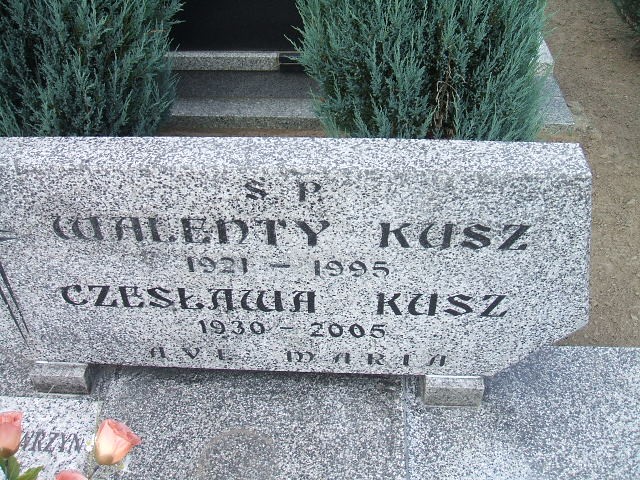 Ś. P.
WALENTY KUSZ
1921 - 1995
CZESŁAWA KUSZ
1930 - 2005
AVE MARIA